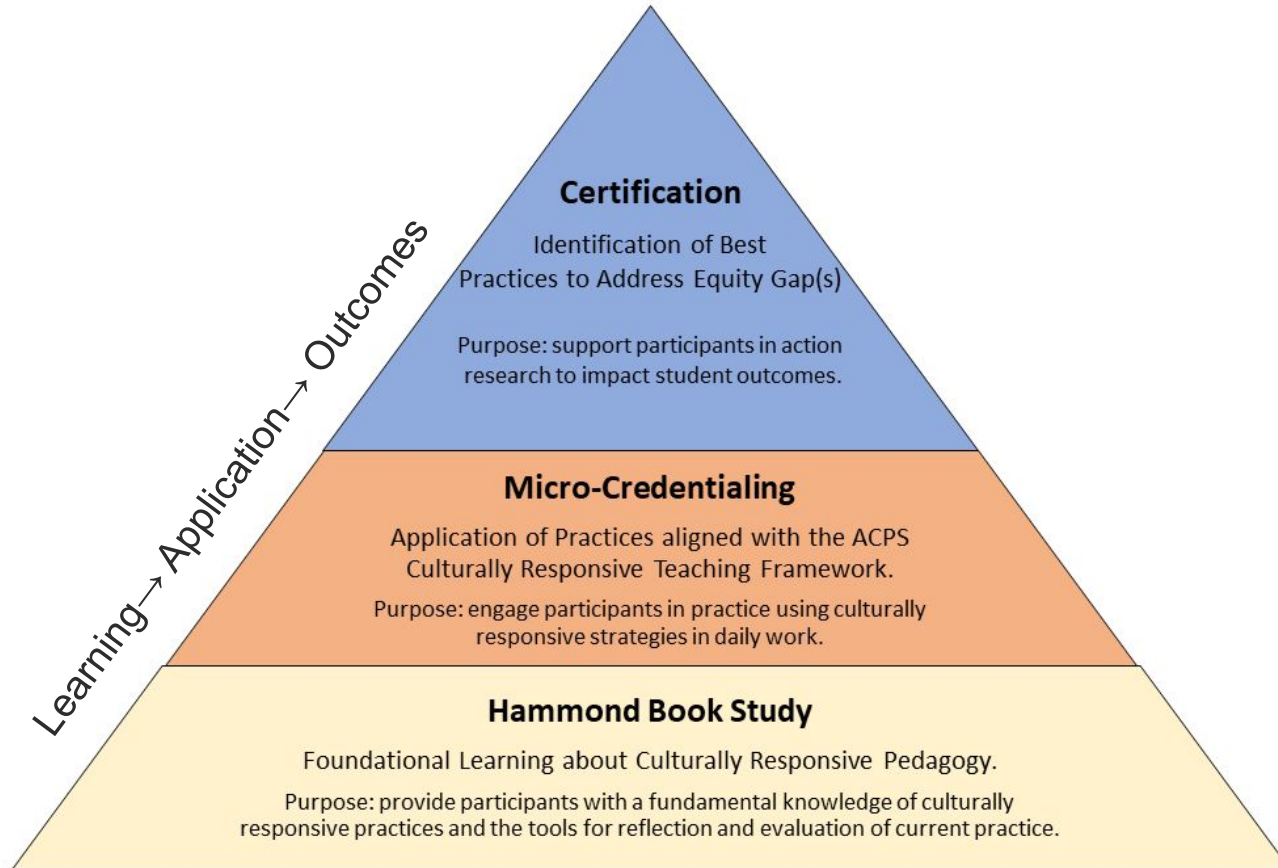 Certification
Identification of Best
Practices to Address Equity Gap(s)
Purpose: support participants in action
research to impact student outcomes.
Learning→ Application→ Outcomes
Micro-Credentialing
Application of Practices aligned with the ACPS
Culturally Responsive Teaching Framework.
Purpose: engage participants in practice using culturally
responsive strategies in daily work.
Hammond Book Study
Foundational Learning about Culturally Responsive Pedagogy.
Purpose: provide participants with a fundamental knowledge of culturally
responsive practices and the tools for reflection and evaluation of current practice.